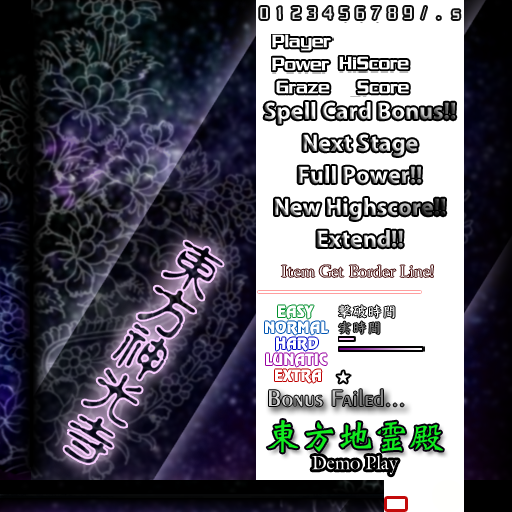 0123456789/.s
Player
Power HiScore
Graze Score
Spell Card Bonus!!
Next Stage
Full Power!!
New Highscore!!
Extend!!
Item Get Border Line!
EASY 撃破時間
NORMAL 実時間
HARD
LUNATIC
EXTRA ★
Bonus Failed...
東方地霊殿
Demo Play
東方神光寺